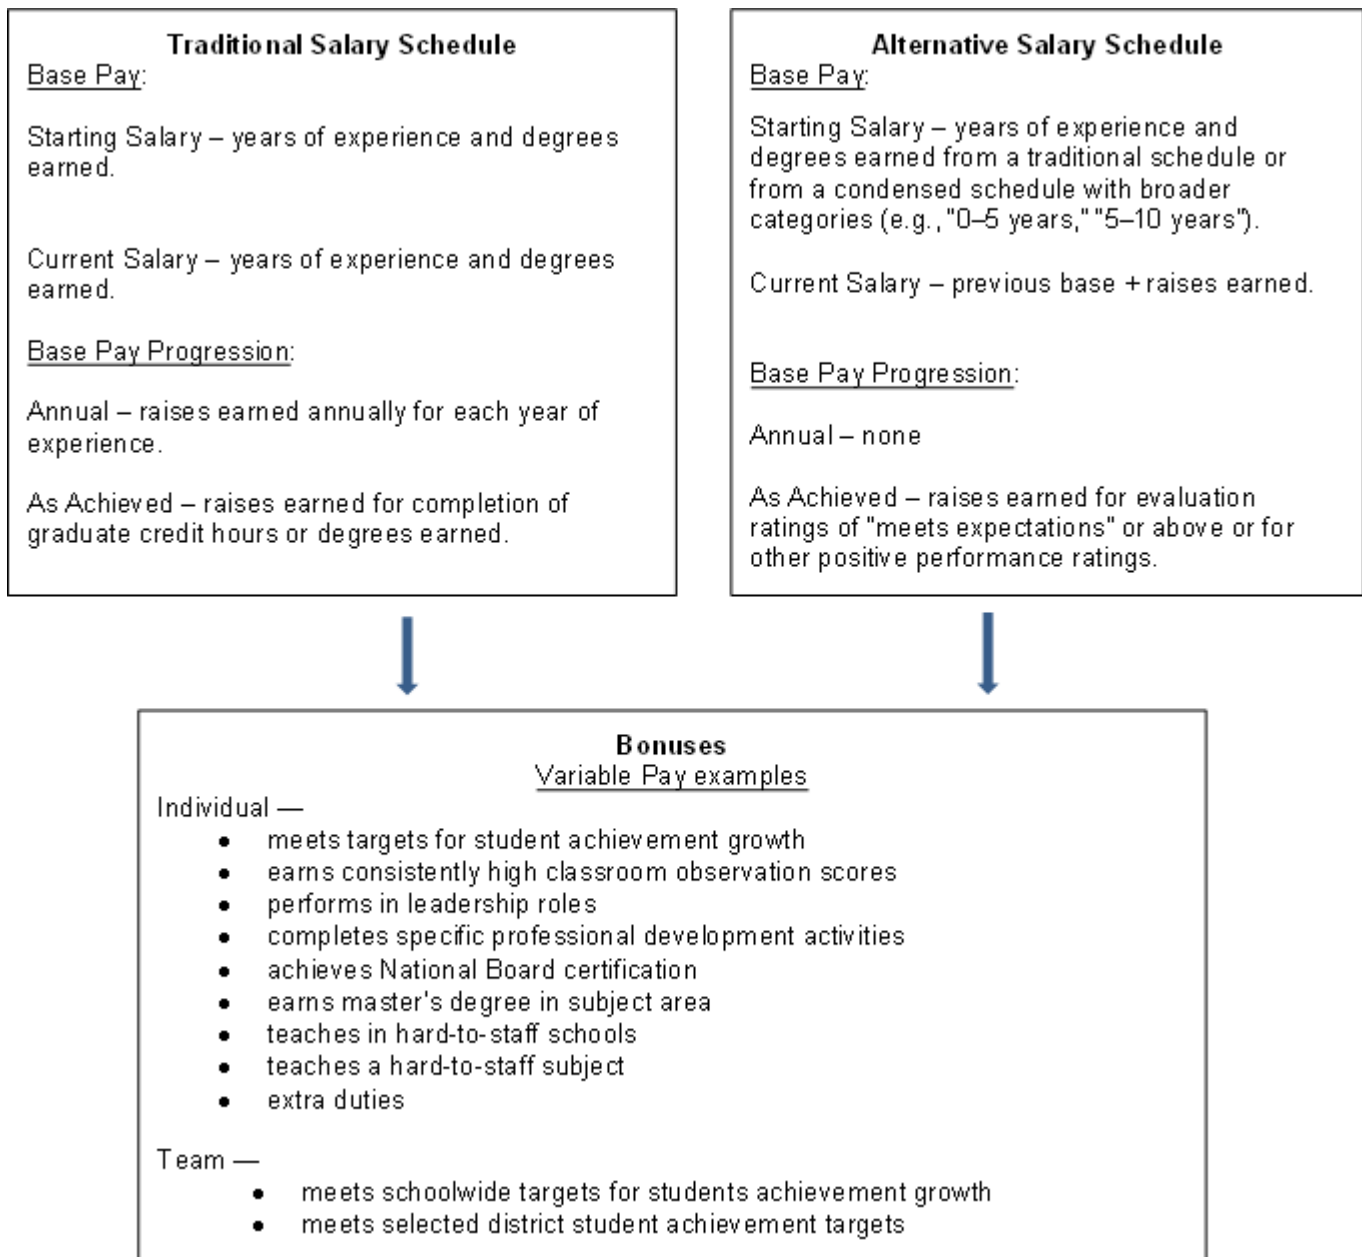 Traditional Salary Schedule
Base Pay:
Starting Salary – years of experience and degrees
earned.
Current Salary – years of experience and degrees
earned.
Base Pay Progression:
Annual – raises earned annually for each year of
experience.
As Achieved – raises earned for completion of
graduate credit hours or degrees earned.
Alternative Salary Schedule
Base Pay:
Starting Salary – years of experience and
degrees earned from a traditional schedule or
from a condensed schedule with broader
categories (e.g., "0–5 years," "5–10 years").
Current Salary – previous base + raises earned.
Base Pay Progression:
Annual – none
As Achieved – raises earned for evaluation
ratings of "meets expectations" or above or for
other positive performance ratings.
Bonuses
Variable Pay examples
Individual —
● meets targets for student achievement growth
● earns consistently high classroom observation scores
● performs in leadership roles
● completes specific professional development activities
● achieves National Board certification
● earns master's degree in subject area
● teaches in hard-to-staff schools
● teaches a hard-to-staff subject
● extra duties
Team —
● meets schoolwide targets for students achievement growth
● meets selected district student achievement targets